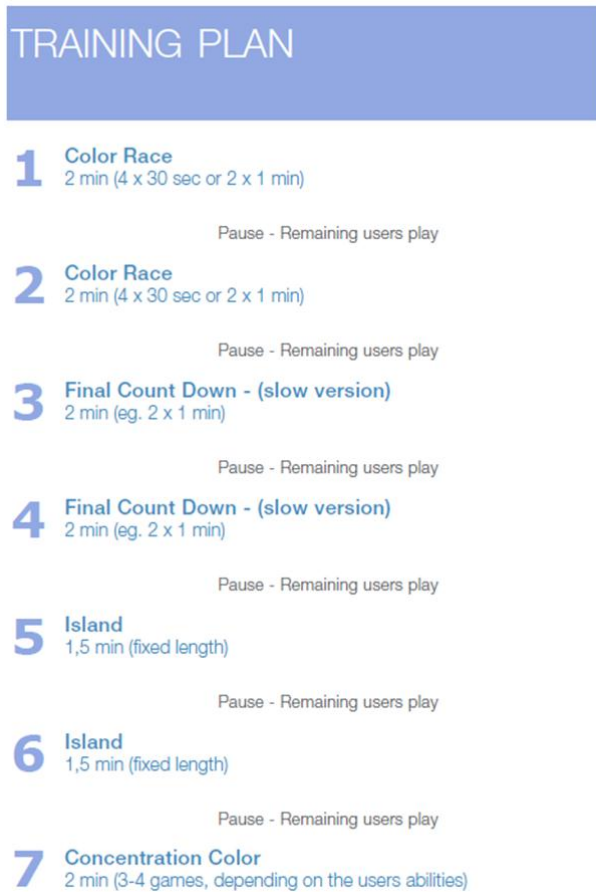 TRAINING PLAN
1 Color Race
2 min (4 x 30 sec or 2 x 1 min)
Pause - Remaining users play
2 Color Race
2 min (4 x 30 sec or 2 x 1 min)
Pause - Remaining users play
3 Final Count Down - (slow version)
2 min (eg. 2 x 1 min)
Pause - Remaining users play
4 Final Count Down - (slow version)
2 min (eg. 2 x 1 min)
Pause - Remaining users play
5 Island
1,5 min (fixed length)
Pause - Remaining users play
6 Island
1,5 min (fixed length)
Pause - Remaining users play
7 Concentration Color
2 min (3-4 games, depending on the users abilities)